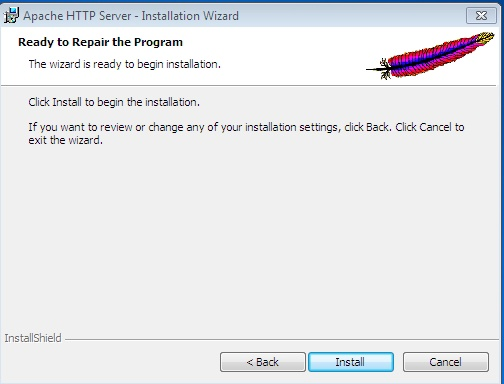 Apache HTTP Server - Installation Wizard
Ready to Repair the Program
The wizard is ready to begin installation.
Click Install to begin the installation.
If you want to review or change any of your installation settings, click Back. Click Cancel to
exit the wizard.
InstallShield
< Back
Install
Cancel